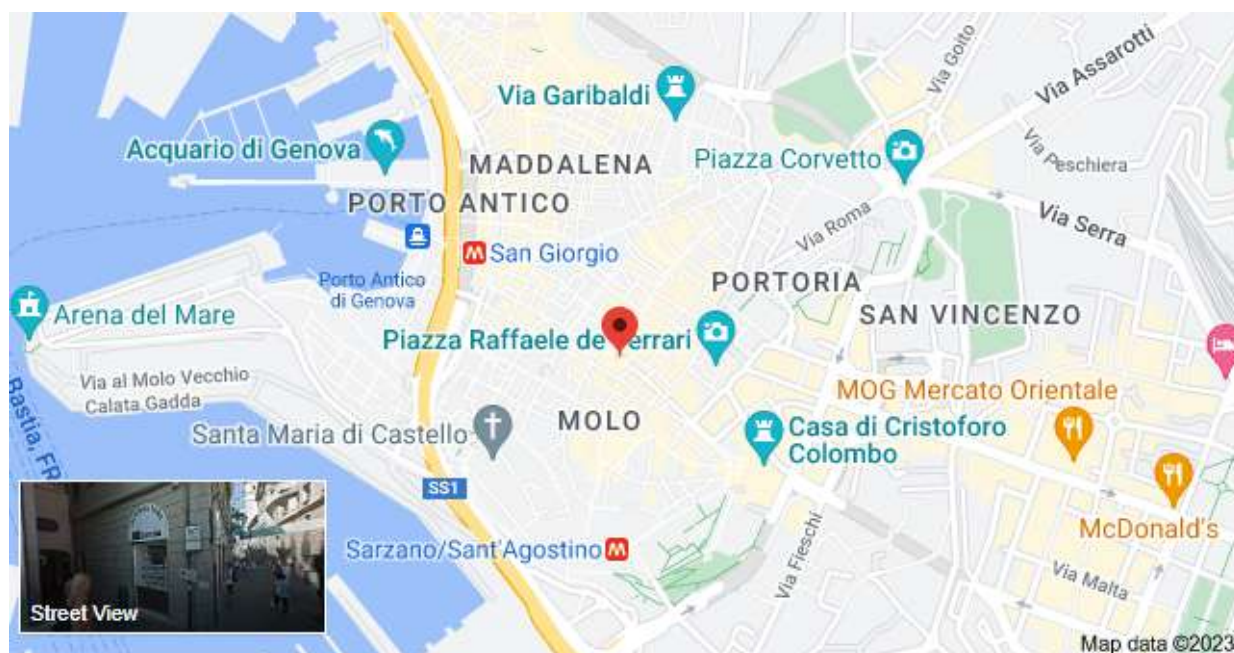 Via Garibaldi
Via Goito
Via Assarotti
Acquario di Genova
MADDALENA
Piazza Corvetto
Via Peschiera
PORTO ANTICO
Via Roma
Via Serra
San Giorgio
Porto Antico
di Genova
PORTORIA
SAN VINCENZO
Arena del Mare
Piazza Raffaele de Ferrari
Via al Molo Vecchio
Calata Gadda
MOG Mercato Orientale
Bastia, FR
MOLO
Santa Maria di Castello
Casa di Cristoforo
Colombo
SS1
McDonald's
Sarzano/Sant'Agostino
Via Fieschi
Via Malta
Street View
Map data ©2023